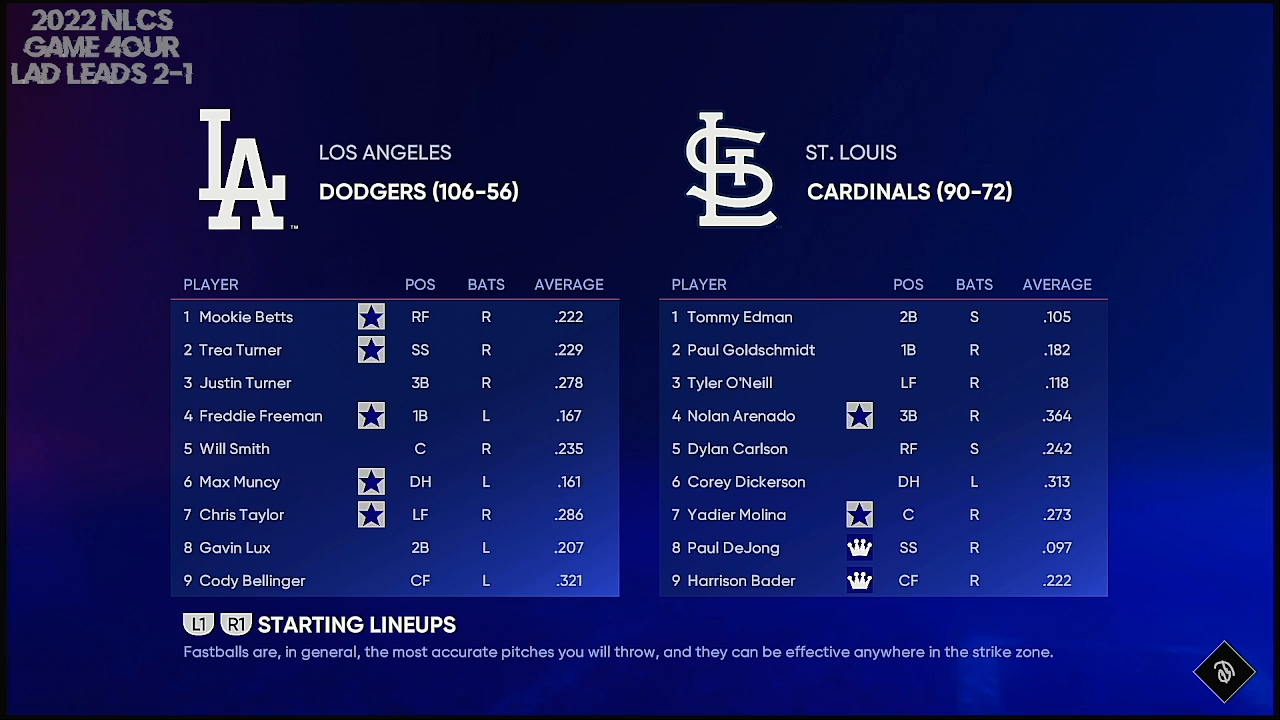 2022 NLCS
GAME 4OUR
LAD LEADS 2-1
LA
™
LOS ANGELES
DODGERS (106-56)
STL
ST. LOUIS
CARDINALS (90-72)
PLAYER POS BATS AVERAGE
1 Mookie Betts RF R .222
2 Trea Turner SS R .229
3 Justin Turner 3B R .278
4 Freddie Freeman 1B L .167
5 Will Smith C R .235
6 Max Muncy DH L .161
7 Chris Taylor LF R .286
8 Gavin Lux 2B L .207
9 Cody Bellinger CF L .321
PLAYER POS BATS AVERAGE
1 Tommy Edman 2B S .105
2 Paul Goldschmidt 1B R .182
3 Tyler O'Neill LF R .118
4 Nolan Arenado 3B R .364
5 Dylan Carlson RF S .242
6 Corey Dickerson DH L .313
7 Yadier Molina C R .273
8 Paul DeJong SS R .097
9 Harrison Bader CF R .222
L1 R1 STARTING LINEUPS
Fastballs are, in general, the most accurate pitches you will throw, and they can be effective anywhere in the strike zone.